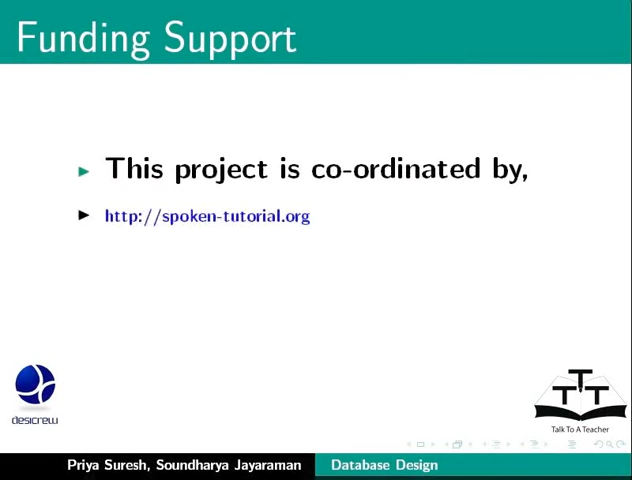 Funding Support
This project is co-ordinated by,
http://spoken-tutorial.org
desicrew
TTT
Talk To A Teacher
Priya Suresh, Soundharya Jayaraman
Database Design